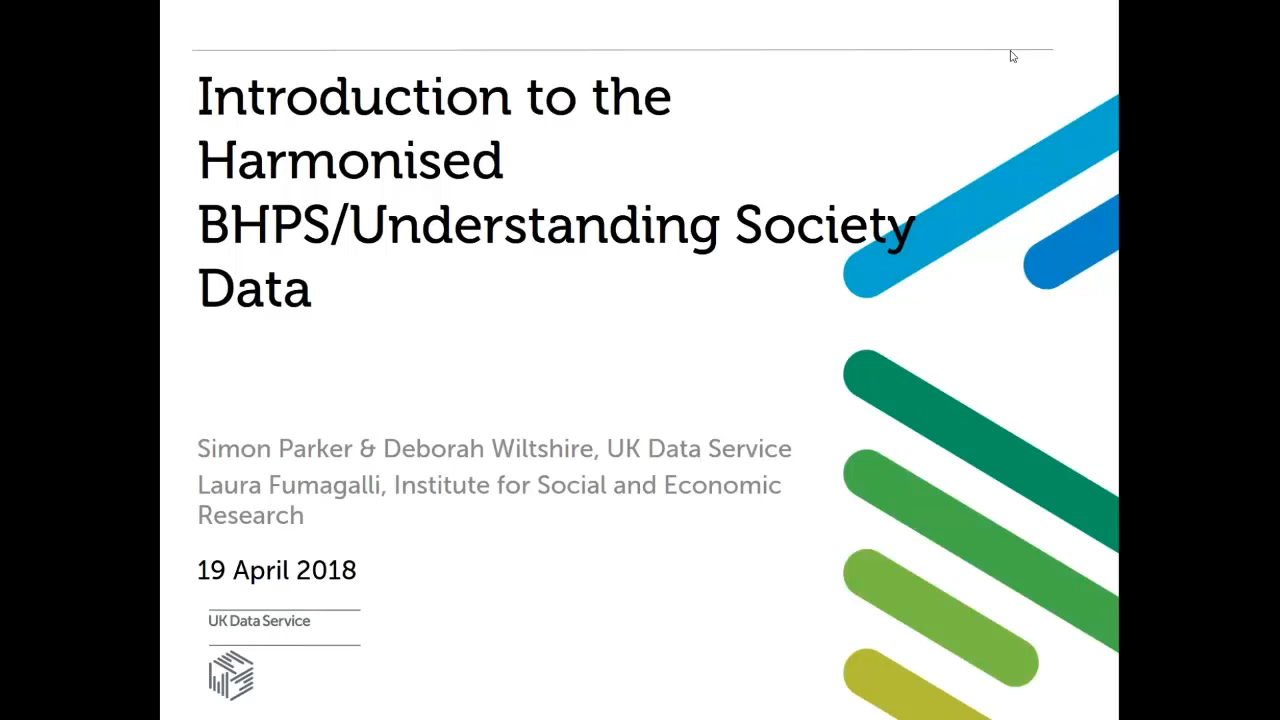 Introduction to the
Harmonised
BHPS/Understanding Society
Data
Simon Parker & Deborah Wiltshire, UK Data Service
Laura Fumagalli, Institute for Social and Economic
Research
19 April 2018
UK Data Service